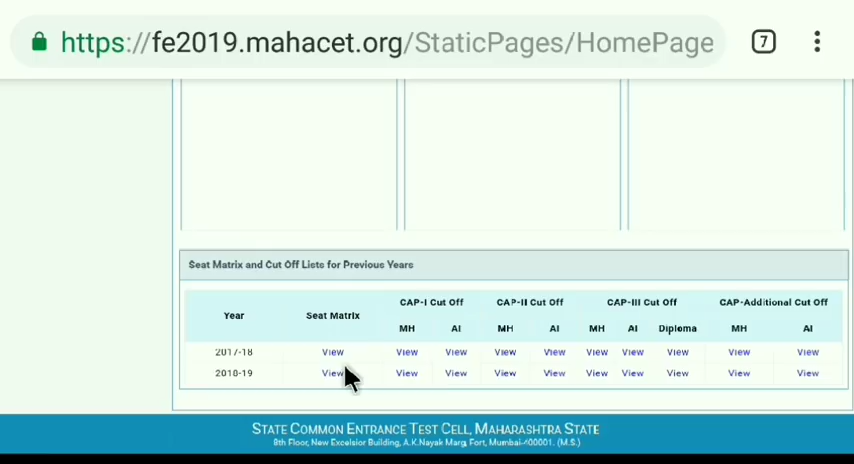 https://fe2019.mahacet.org/StaticPages/HomePage 7
Seat Matrix and Cut Off Lists for Previous Years
Year Seat Matrix CAP-I Cut Off CAP-II Cut Off CAP-III Cut Off CAP-Additional Cut Off
MH AI MH AI MH AI Diploma MH AI
2017-18 View View View View View View View View View View
2018-19 View View View View View View View View View View
STATE COMMON ENTRANCE TEST CELL, MAHARASHTRA STATE
8th Floor, New Excelsior Building, A.K.Nayak Marg, Fort, Mumbai-400001. (M.S.)